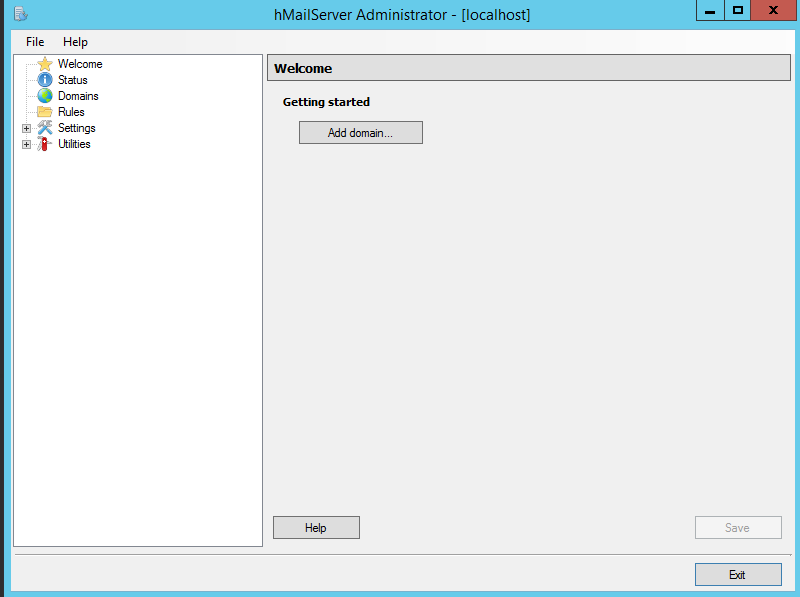 hMailServer Administrator - [localhost]
File Help
Welcome
Status
Domains
Rules
Settings
Utilities
Welcome
Getting started
Add domain...
Help
Save
Exit